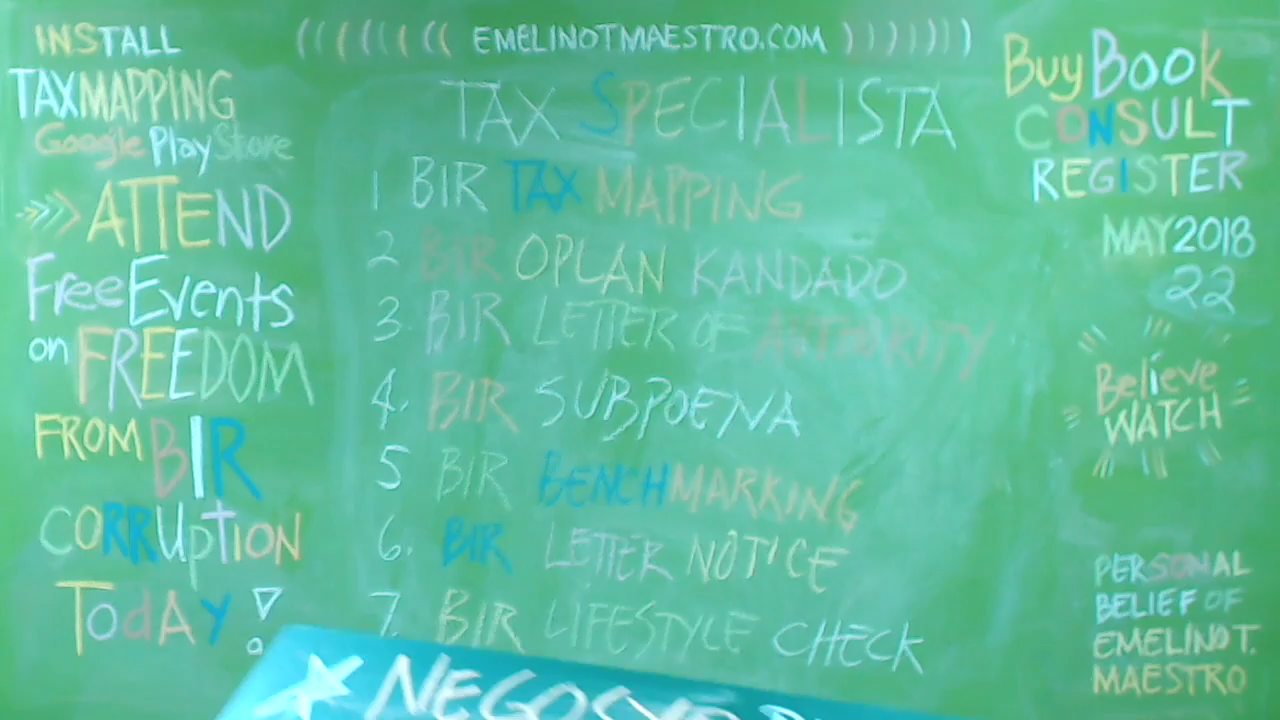 INSTALL
TAXMAPPING
Google Play Store
>>> ATTEND
Free Events
on FREEDOM
FROM BIR
CORRUpTION
TodAy!
(((((((( EMELINOTMAESTRO.COM ))))))))
TAX SPECIALISTA
1 BIR TAX MAPPING
2 BIR OPLAN KANDADO
3. BIR LETTER OF AUTHORITY
4. BIR SUBPOENA
5 BIR BENCHMARKING
6. BIR LETTER NOTICE
7. BIR LIFESTYLE CHECK
Buy Book
CONSULT
REGISTER
MAY 2018
22
Believe
WATCH
PERSONAL
BELIEF OF
EMELINO T.
MAESTRO